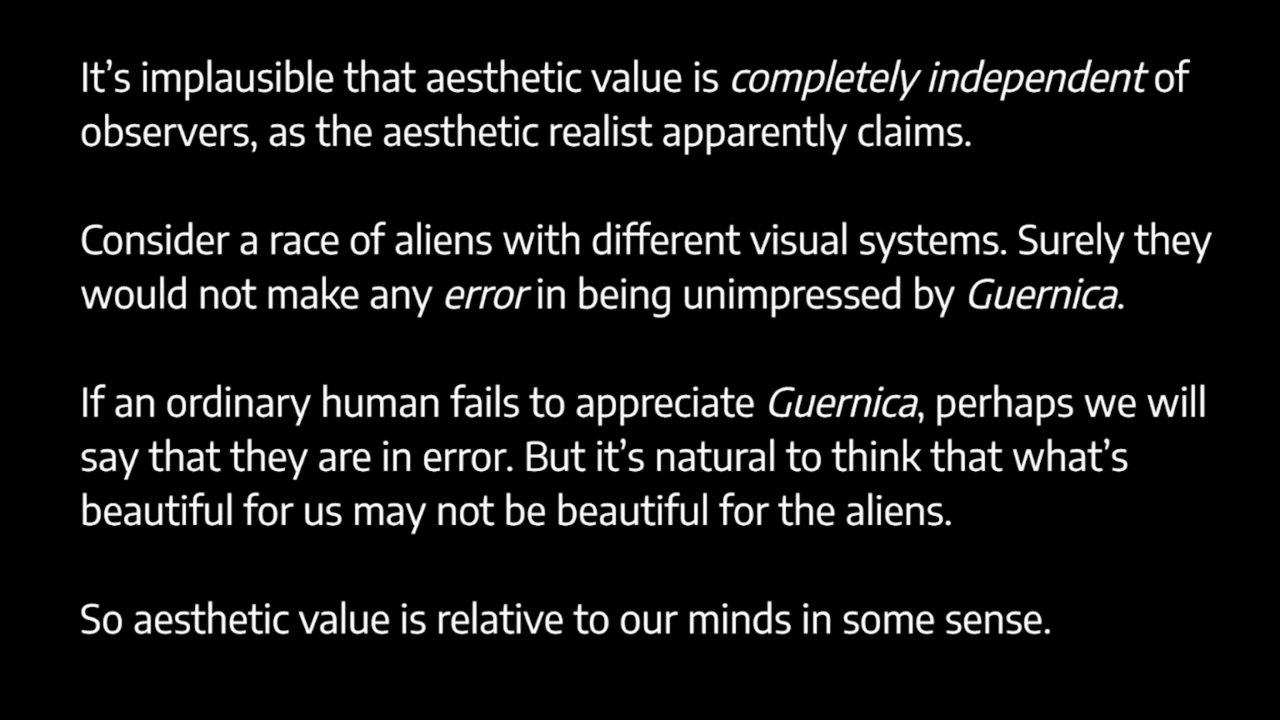 It’s implausible that aesthetic value is completely independent of
observers, as the aesthetic realist apparently claims.
Consider a race of aliens with different visual systems. Surely they
would not make any error in being unimpressed by Guernica.
If an ordinary human fails to appreciate Guernica, perhaps we will
say that they are in error. But it’s natural to think that what’s
beautiful for us may not be beautiful for the aliens.
So aesthetic value is relative to our minds in some sense.